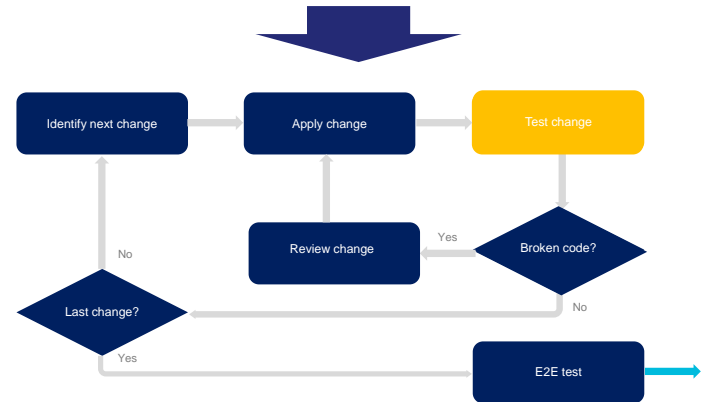 Identify next change
Apply change
Test change
Review change
Yes
Broken code?
No
Last change?
No
Yes
E2E test